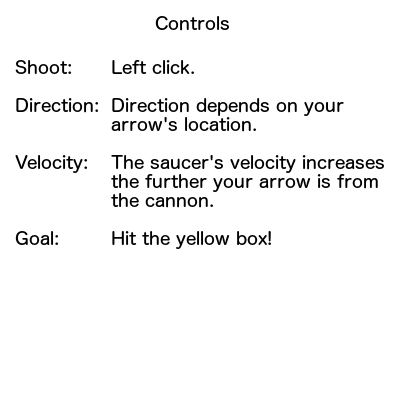 Controls
Shoot: Left click.
Direction: Direction depends on your
arrow's location.
Velocity: The saucer's velocity increases
the further your arrow is from
the cannon.
Goal: Hit the yellow box!